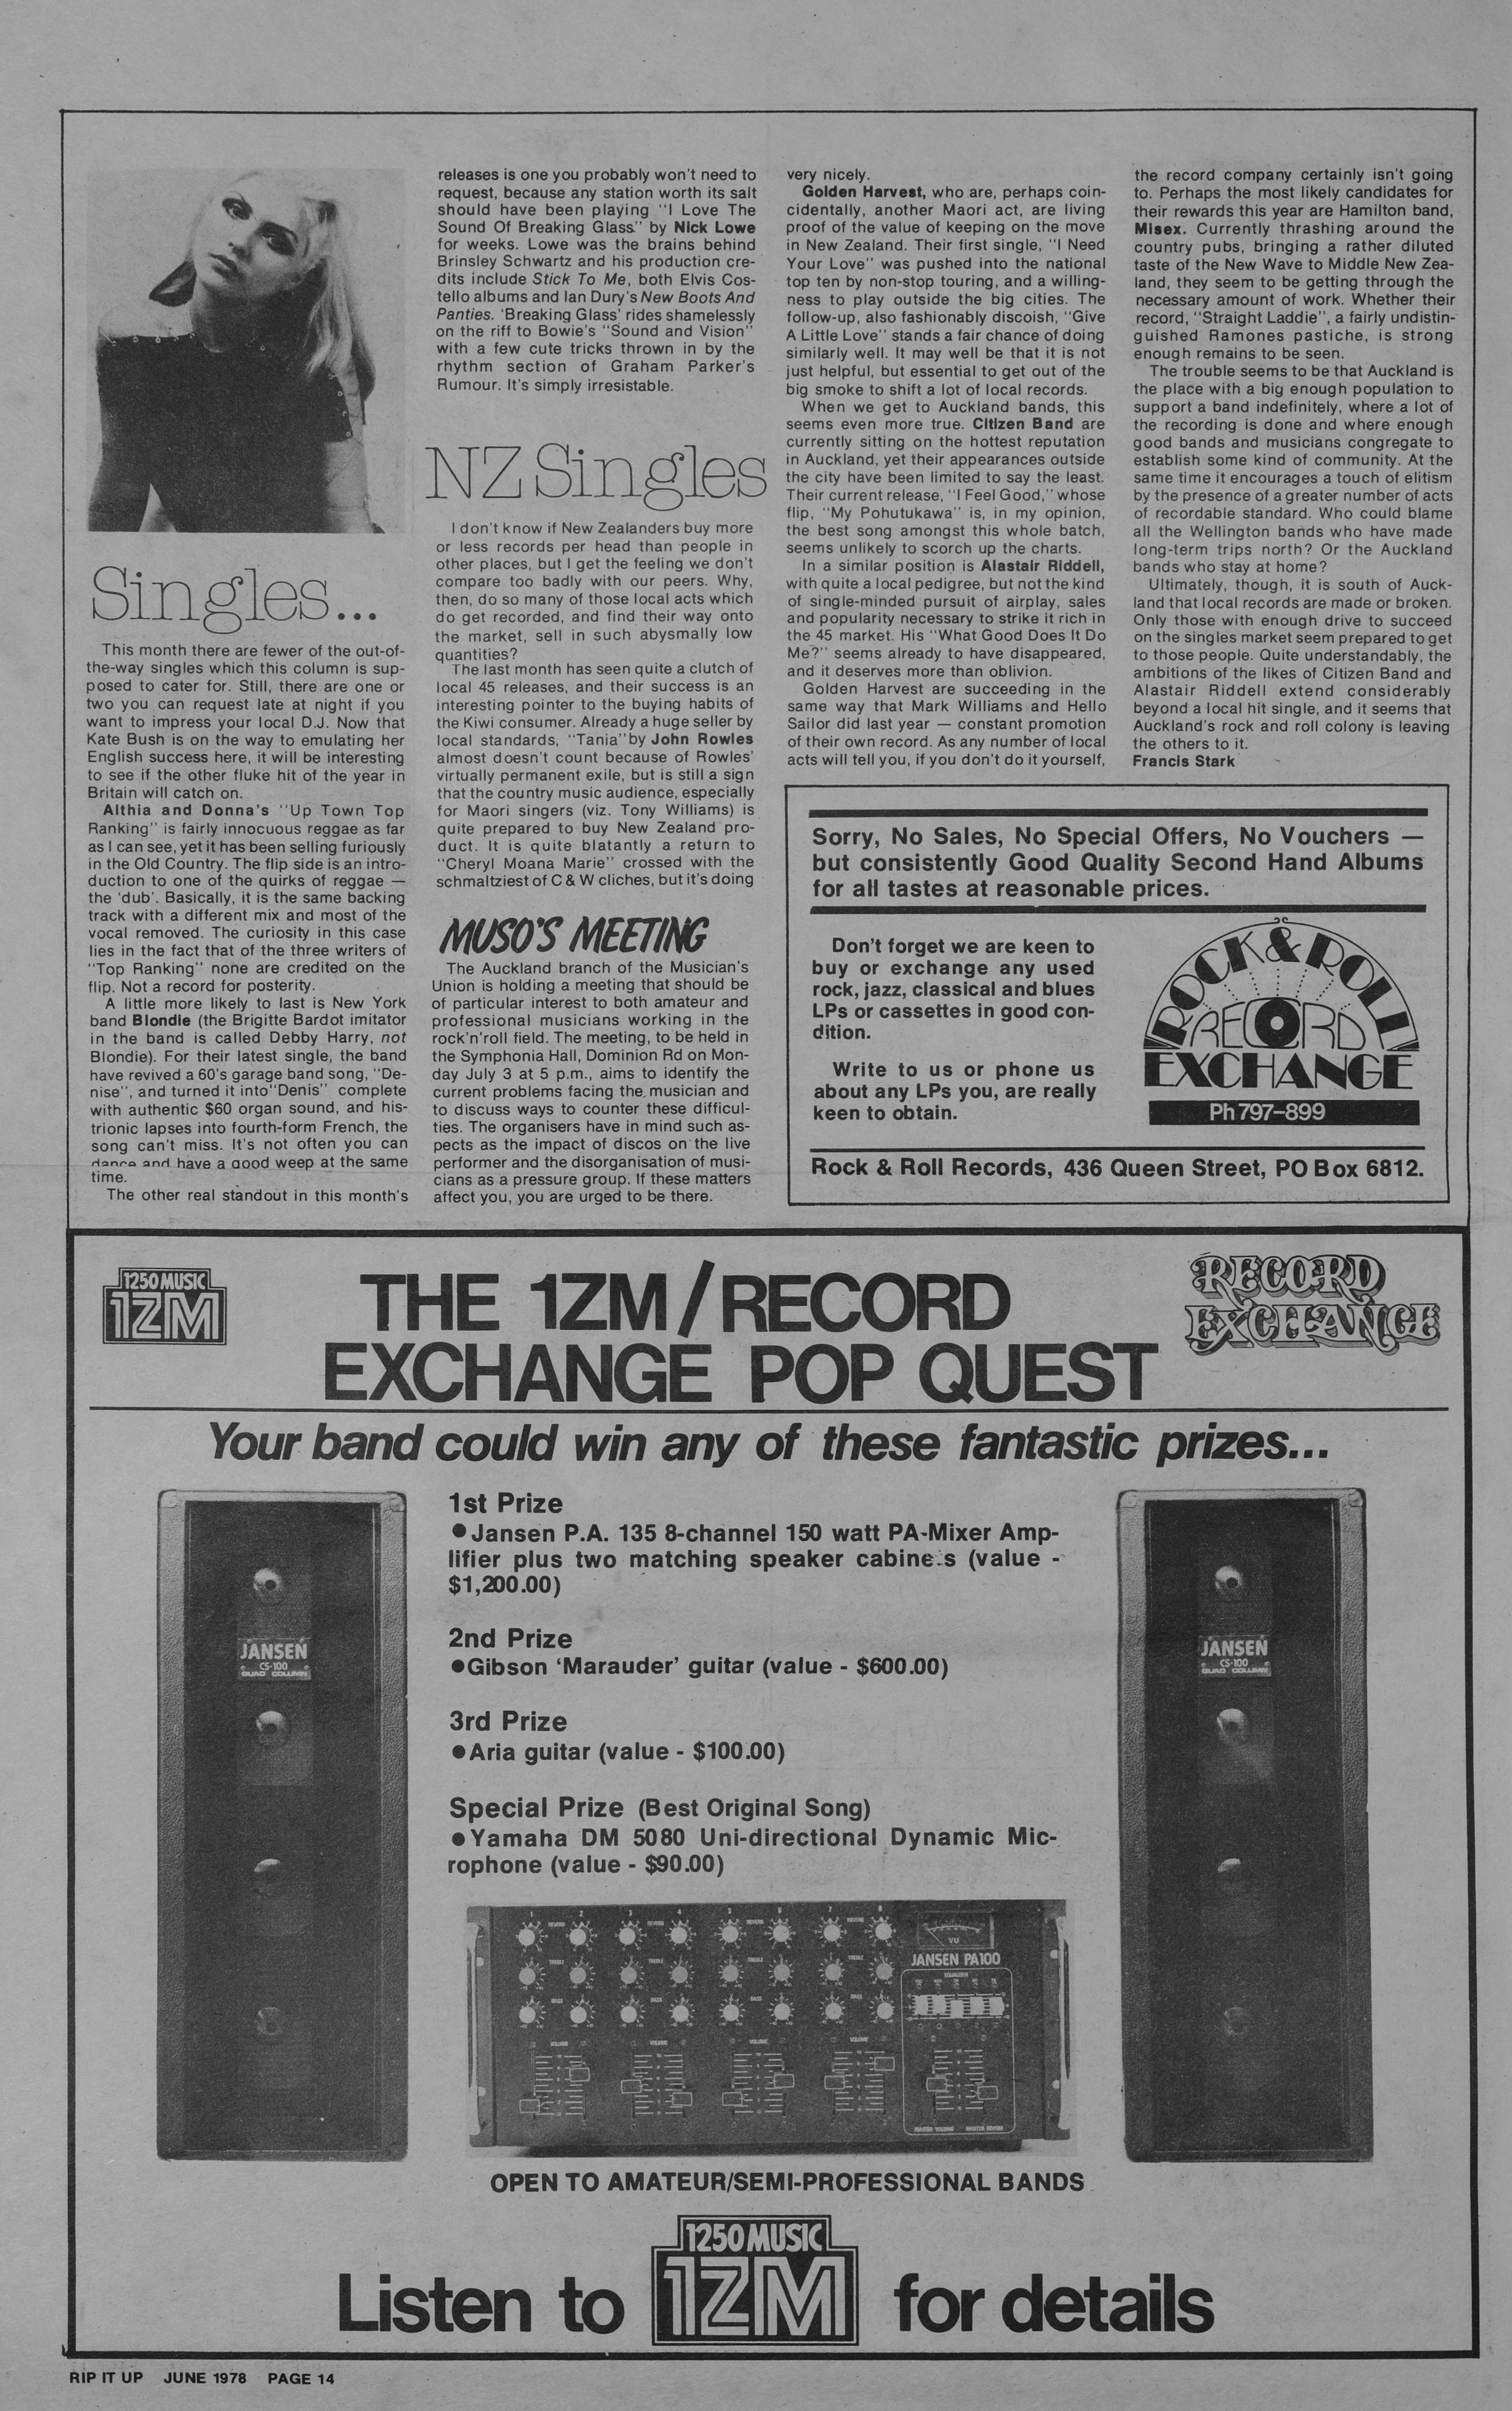 Singles...
This month there are fewer of the out-of-
the-way singles which this column is sup-
posed to cater for. Still, there are one or
two you can request late at night if you
want to impress your local D.J. Now that
Kate Bush is on the way to emulating her
English success here, it will be interesting
to see if the other fluke hit of the year in
Britain will catch on.
Althia and Donna's "Up Town Top
Ranking" is fairly innocuous reggae as far
as I can see, yet it has been selling furiously
in the Old Country. The flip side is an intro-
duction to one of the quirks of reggae —
the 'dub'. Basically, it is the same backing
track with a different mix and most of the
vocal removed. The curiosity in this case
lies in the fact that of the three writers of
"Top Ranking" none are credited on the
flip. Not a record for posterity.
A little more likely to last is New York
band Blondie (the Brigitte Bardot imitator
in the band is called Debby Harry, not
Blondie). For their latest single, the band
have revived a 60's garage band song, "De-
nise", and turned it into "Denis" complete
with authentic $60 organ sound, and his-
trionic lapses into fourth-form French, the
song can't miss. It's not often you can
dance and have a good weep at the same
time.
The other real standout in this month's
releases is one you probably won't need to
request, because any station worth its salt
should have been playing "I Love The
Sound Of Breaking Glass" by Nick Lowe
for weeks. Lowe was the brains behind
Brinsley Schwartz and his production cre-
dits include Stick To Me, both Elvis Cos-
tello albums and Ian Dury's New Boots And
Panties. 'Breaking Glass' rides shamelessly
on the riff to Bowie's "Sound and Vision"
with a few cute tricks thrown in by the
rhythm section of Graham Parker's
Rumour. It's simply irresistable.
NZ Singles
I don't know if New Zealanders buy more
or less records per head than people in
other places, but I get the feeling we don't
compare too badly with our peers. Why,
then, do so many of those local acts which
do get recorded, and find their way onto
the market, sell in such abysmally low
quantities?
The last month has seen quite a clutch of
local 45 releases, and their success is an
interesting pointer to the buying habits of
the Kiwi consumer. Already a huge seller by
local standards, "Tania" by John Rowles
almost doesn't count because of Rowles'
virtually permanent exile, but is still a sign
that the country music audience, especially
for Maori singers (viz. Tony Williams) is
quite prepared to buy New Zealand pro-
duct. It is quite blatantly a return to
"Cheryl Moana Marie" crossed with the
schmaltziest of C & W cliches, but it's doing
very nicely.
Golden Harvest, who are, perhaps coin-
cidentally, another Maori act, are living
proof of the value of keeping on the move
in New Zealand. Their first single, "I Need
Your Love" was pushed into the national
top ten by non-stop touring, and a willing-
ness to play outside the big cities. The
follow-up, also fashionably discoish, "Give
A Little Love" stands a fair chance of doing
similarly well. It may well be that it is not
just helpful, but essential to get out of the
big smoke to shift a lot of local records.
When we get to Auckland bands, this
seems even more true. Citizen Band are
currently sitting on the hottest reputation
in Auckland, yet their appearances outside
the city have been limited to say the least.
Their current release, "I Feel Good," whose
flip, "My Pohutukawa" is, in my opinion,
the best song amongst this whole batch,
seems unlikely to scorch up the charts.
In a similar position is Alastair Riddell,
with quite a local pedigree, but not the kind
of single-minded pursuit of airplay, sales
and popularity necessary to strike it rich in
the 45 market. His "What Good Does It Do
Me?" seems already to have disappeared,
and it deserves more than oblivion.
Golden Harvest are succeeding in the
same way that Mark Williams and Hello
Sailor did last year — constant promotion
of their own record. As any number of local
acts will tell you, if you don't do it yourself,
the record company certainly isn't going
to. Perhaps the most likely candidates for
their rewards this year are Hamilton band,
Misex. Currently thrashing around the
country pubs, bringing a rather diluted
taste of the New Wave to Middle New Zea-
land, they seem to be getting through the
necessary amount of work. Whether their
record, "Straight Laddie", a fairly undistin-
guished Ramones pastiche, is strong
enough remains to be seen.
The trouble seems to be that Auckland is
the place with a big enough population to
support a band indefinitely, where a lot of
the recording is done and where enough
good bands and musicians congregate to
establish some kind of community. At the
same time it encourages a touch of elitism
by the presence of a greater number of acts
of recordable standard. Who could blame
all the Wellington bands who have made
long-term trips north? Or the Auckland
bands who stay at home?
Ultimately, though, it is south of Auck-
land that local records are made or broken.
Only those with enough drive to succeed
on the singles market seem prepared to get
to those people. Quite understandably, the
ambitions of the likes of Citizen Band and
Alastair Riddell extend considerably
beyond a local hit single, and it seems that
Auckland's rock and roll colony is leaving
the others to it.
Francis Stark
MUSO'S MEETING
The Auckland branch of the Musician's
Union is holding a meeting that should be
of particular interest to both amateur and
professional musicians working in the
rock'n'roll field. The meeting, to be held in
the Symphonia Hall, Dominion Rd on Mon-
day July 3 at 5 p.m., aims to identify the
current problems facing the musician and
to discuss ways to counter these difficul-
ties. The organisers have in mind such as-
pects as the impact of discos on the live
performer and the disorganisation of musi-
cians as a pressure group. If these matters
affect you, you are urged to be there.
Sorry, No Sales, No Special Offers, No Vouchers —
but consistently Good Quality Second Hand Albums
for all tastes at reasonable prices.
Don't forget we are keen to
buy or exchange any used
rock, jazz, classical and blues
LPs or cassettes in good con-
dition.
Write to us or phone us
about any LPs you, are really
keen to obtain.
ROCK & ROLL
RECORD
EXCHANGE
Ph 797-899
Rock & Roll Records, 436 Queen Street, PO Box 6812.
1250 MUSIC
1ZM
THE 1ZM/RECORD
EXCHANGE POP QUEST
RECORD
EXCHANGE
Your band could win any of these fantastic prizes...
1st Prize
●Jansen P.A. 135 8-channel 150 watt PA-Mixer Amp-
lifier plus two matching speaker cabinets (value -
$1,200.00)
2nd Prize
●Gibson 'Marauder' guitar (value - $600.00)
3rd Prize
●Aria guitar (value - $100.00)
Special Prize (Best Original Song)
●Yamaha DM 5080 Uni-directional Dynamic Mic-
rophone (value - $90.00)
JANSEN
CS-100
QUAD COLUMN
JANSEN
CS-100
QUAD COLUMN
1 2 3 4 5 6 7 8
REVERB REVERB REVERB REVERB
VU
JANSEN PA100
TREBLE TREBLE TREBLE TREBLE
EQUALIZER
BASS BASS BASS BASS
VOLUME VOLUME VOLUME VOLUME
MASTER VOLUME MASTER REVERB
OPEN TO AMATEUR/SEMI-PROFESSIONAL BANDS
Listen to
1250 MUSIC
1ZM
for details
RIP IT UP JUNE 1978 PAGE 14